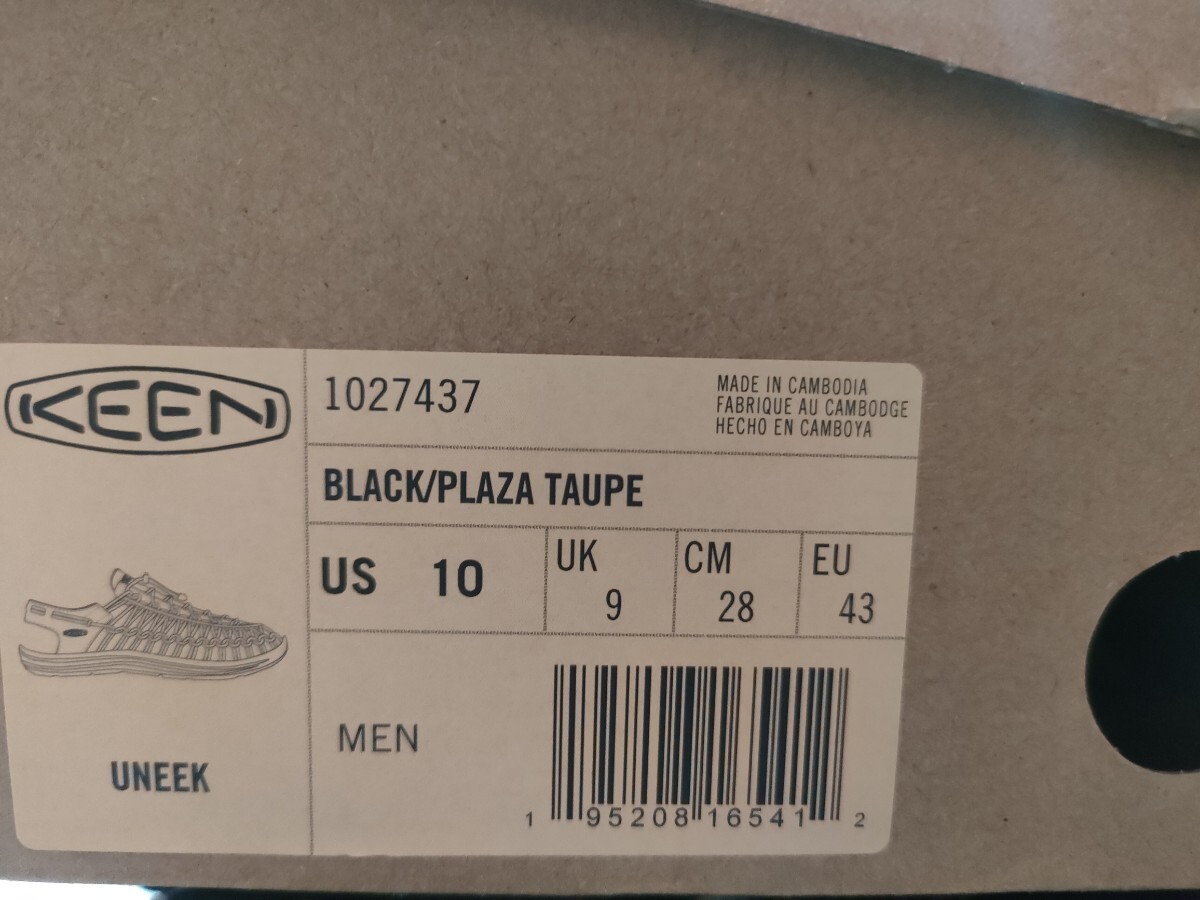 KEEN
1027437
MADE IN CAMBODIA
FABRIQUE AU CAMBODGE
HECHO EN CAMBOYA
BLACK/PLAZA TAUPE
US 10
UK 9
CM 28
EU 43
MEN
UNEEK
1 95208 16541 2